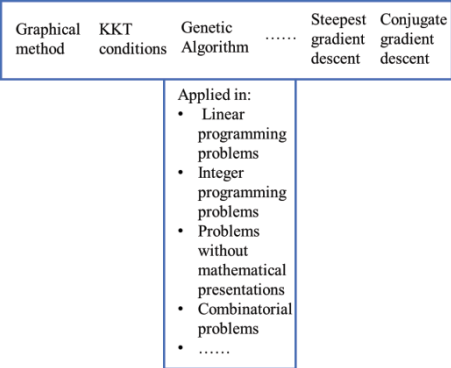 Graphical method
KKT conditions
Genetic Algorithm
……
Steepest gradient descent
Conjugate gradient descent
Applied in:
• Linear
programming
problems
• Integer
programming
problems
• Problems
without
mathematical
presentations
• Combinatorial
problems
• ……